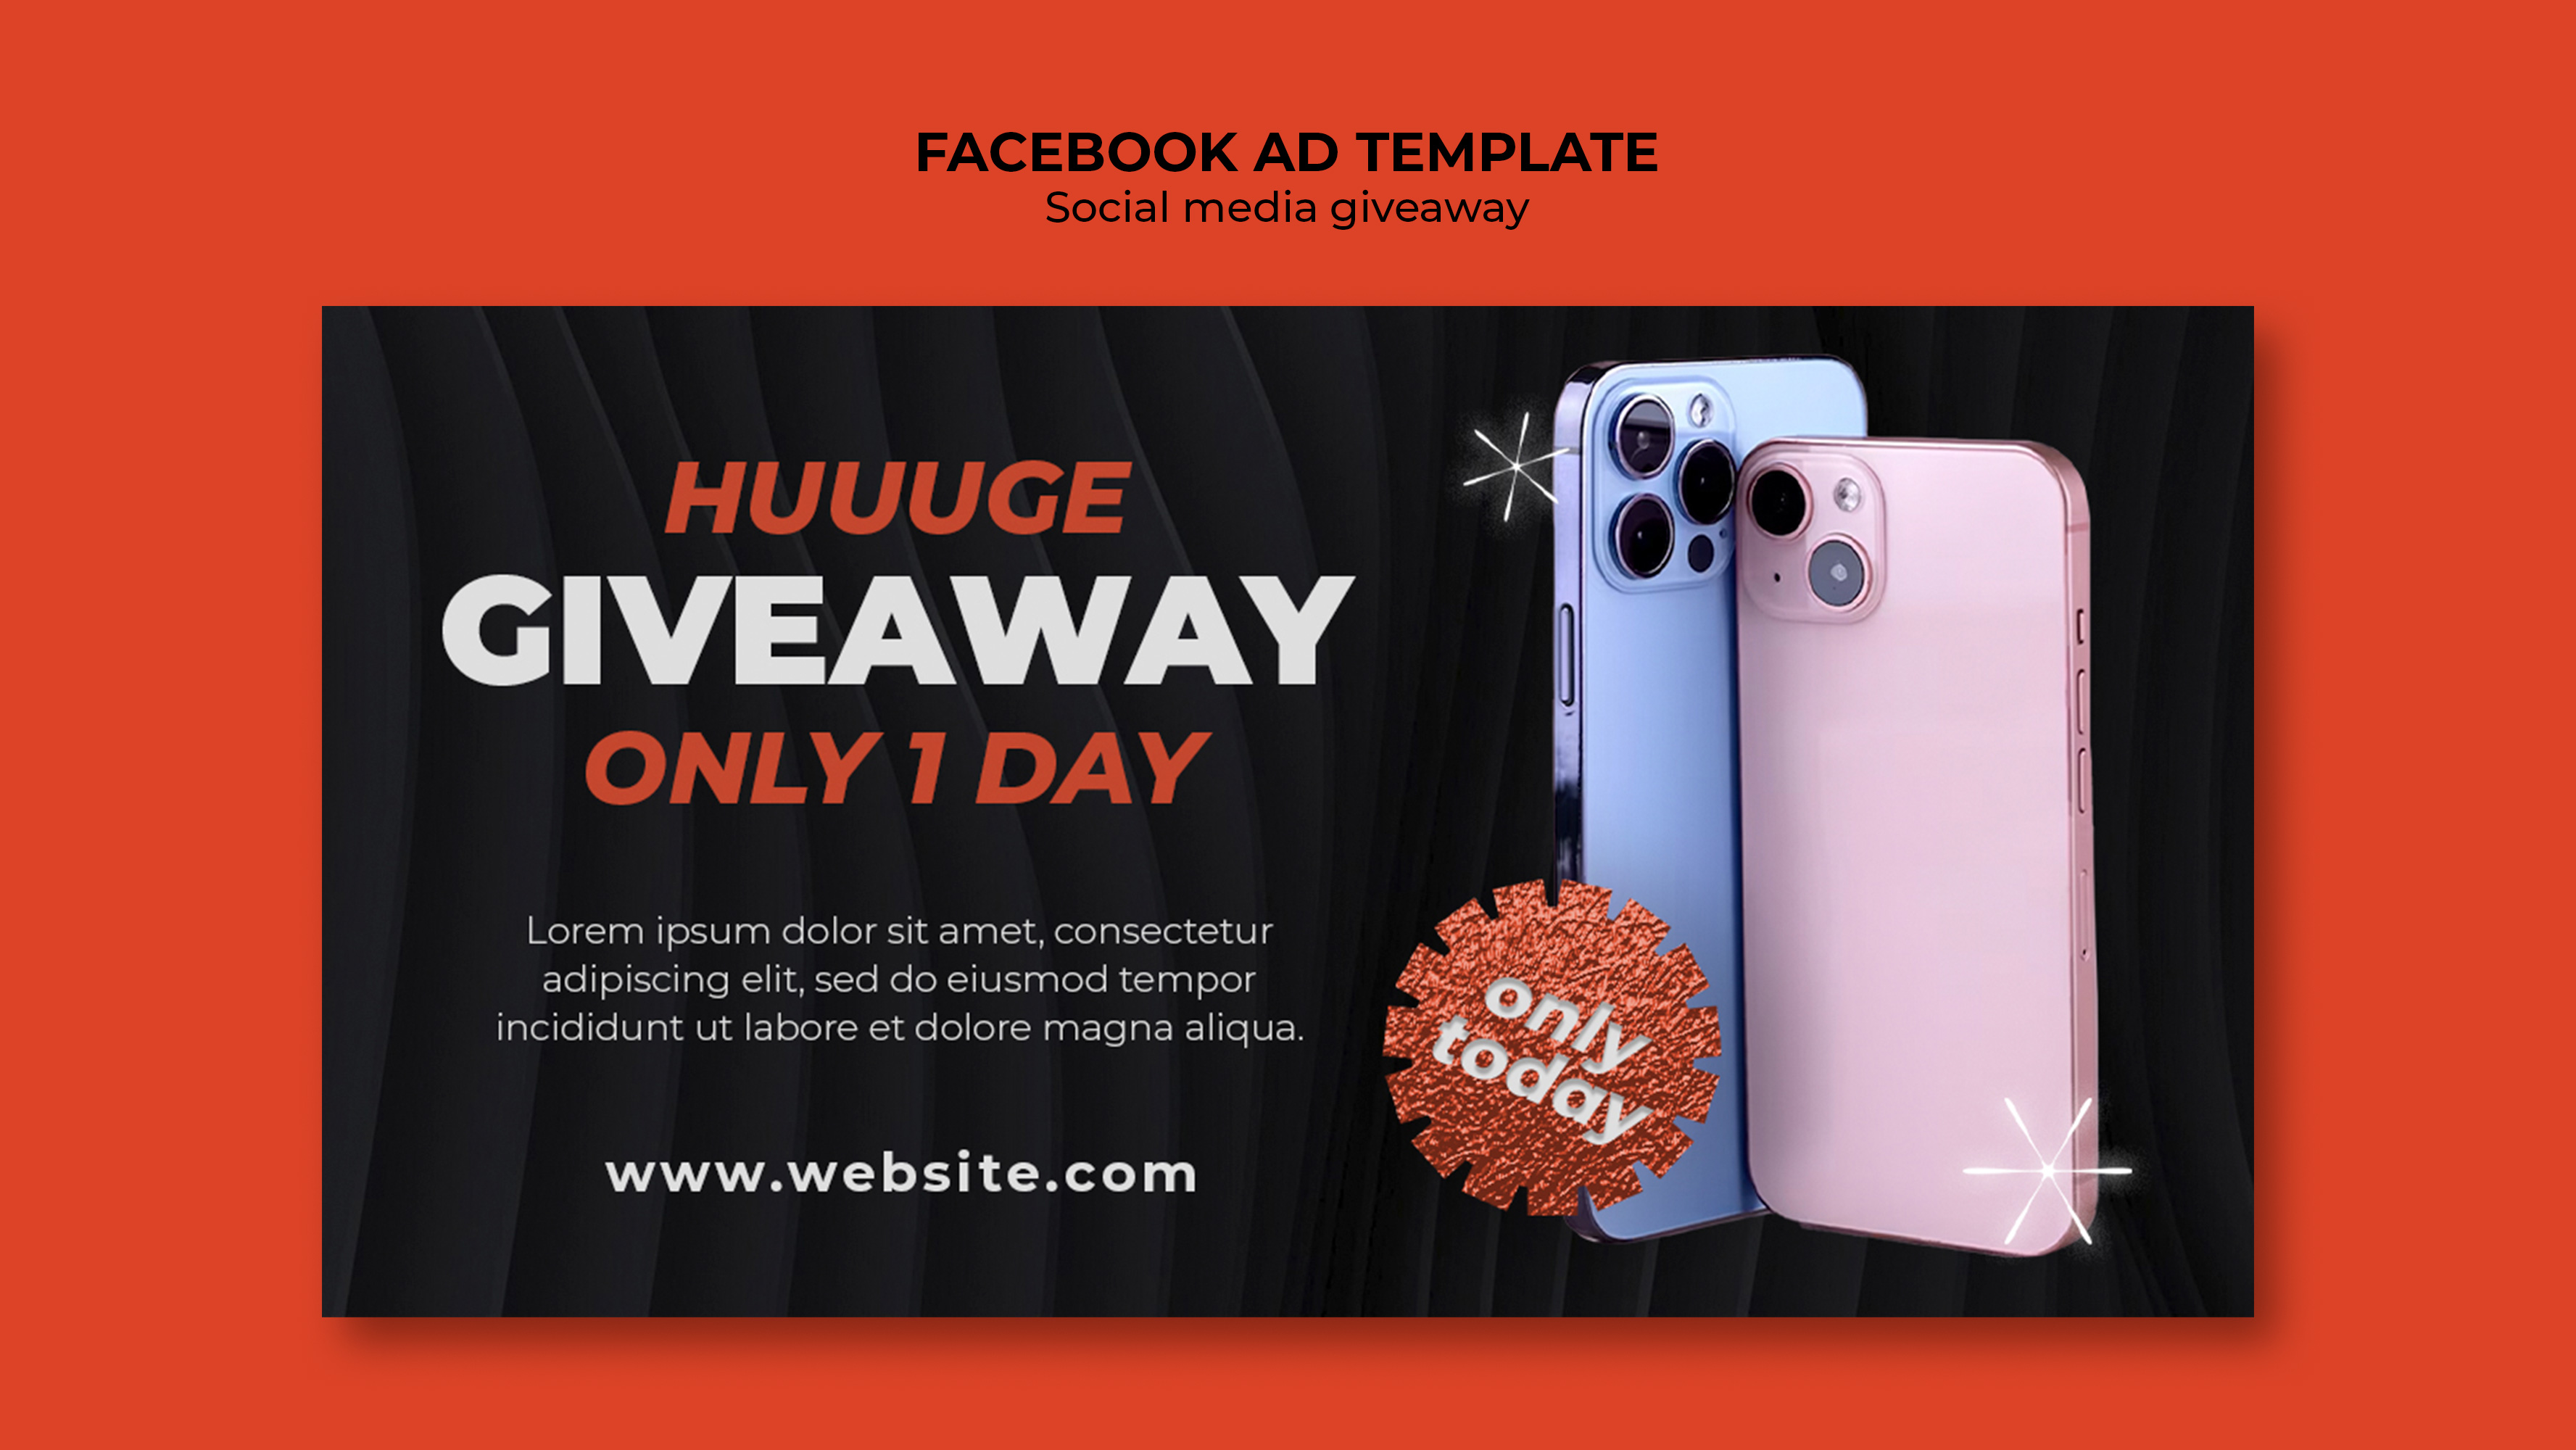 FACEBOOK AD TEMPLATE
Social media giveaway
HUUUGE
GIVEAWAY
ONLY 1 DAY
Lorem ipsum dolor sit amet, consectetur
adipiscing elit, sed do eiusmod tempor
incididunt ut labore et dolore magna aliqua.
www.website.com
only
today